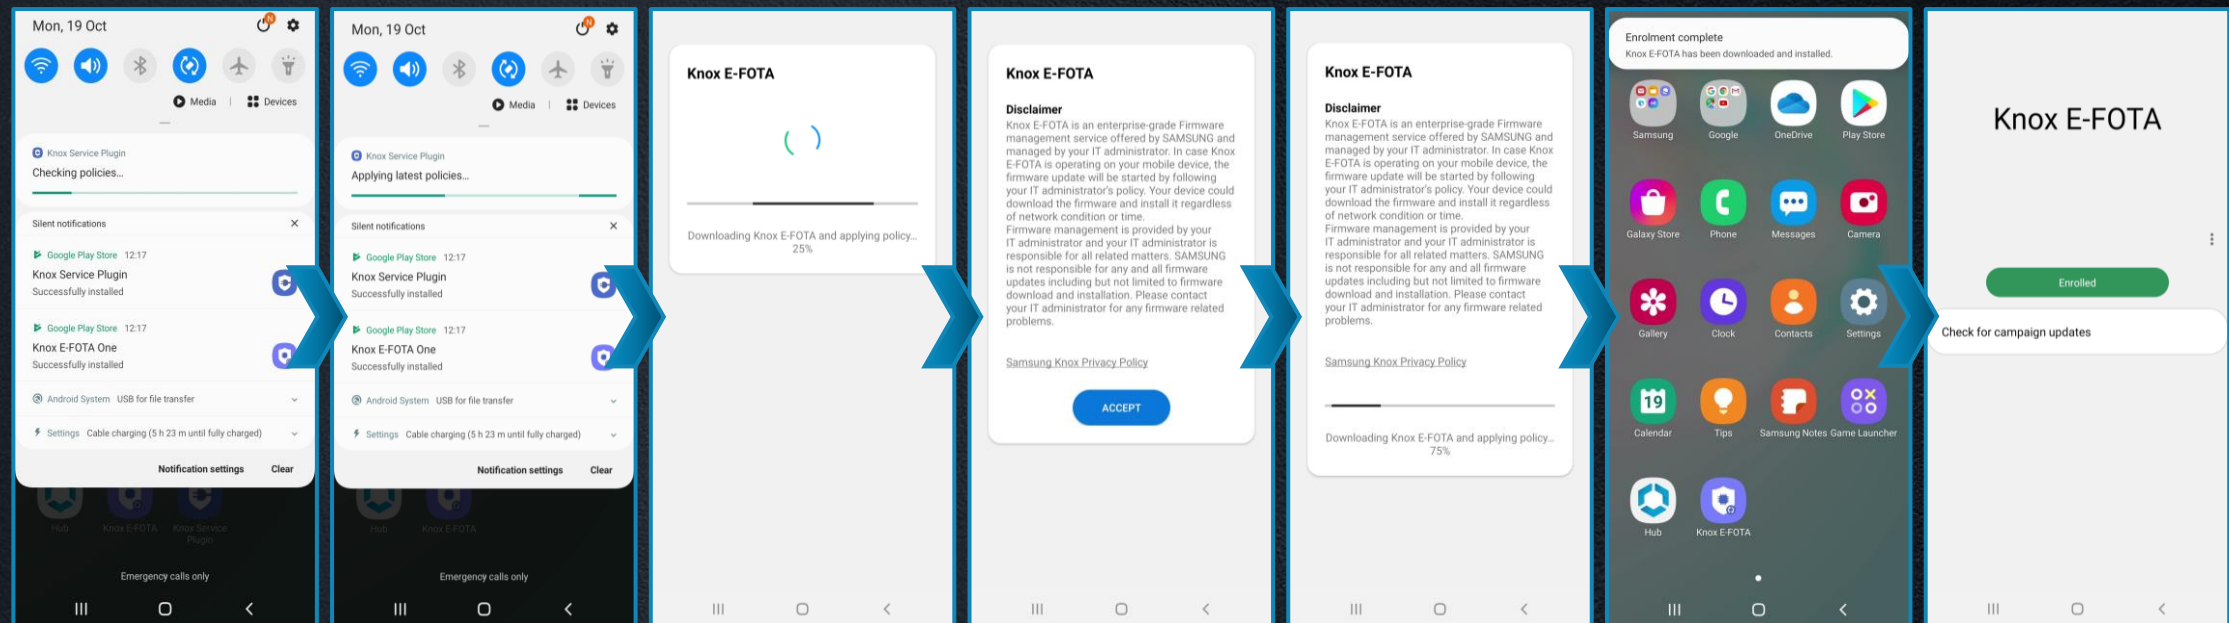 Mon, 19 Oct
N
Media | Devices
Knox Service Plugin
Checking policies...
Silent notifications
Google Play Store 12:17
Knox Service Plugin
Successfully installed
Google Play Store 12:17
Knox E-FOTA One
Successfully installed
Android System USB for file transfer
Settings Cable charging (5 h 23 m until fully charged)
Notification settings Clear
Hub Knox E-FOTA Knox Service
Plugin
Emergency calls only
Mon, 19 Oct
N
Media | Devices
Knox Service Plugin
Applying latest policies...
Silent notifications
Google Play Store 12:17
Knox Service Plugin
Successfully installed
Google Play Store 12:17
Knox E-FOTA One
Successfully installed
Android System USB for file transfer
Settings Cable charging (5 h 23 m until fully charged)
Notification settings Clear
Hub Knox E-FOTA
Emergency calls only
Knox E-FOTA
Downloading Knox E-FOTA and applying policy...
25%
Knox E-FOTA
Disclaimer
Knox E-FOTA is an enterprise-grade Firmware
management service offered by SAMSUNG and
managed by your IT administrator. In case Knox
E-FOTA is operating on your mobile device, the
firmware update will be started by following
your IT administrator's policy. Your device could
download the firmware and install it regardless
of network condition or time.
Firmware management is provided by your
IT administrator and your IT administrator is
responsible for all related matters. SAMSUNG
is not responsible for any and all firmware
updates including but not limited to firmware
download and installation. Please contact
your IT administrator for any firmware related
problems.
Samsung Knox Privacy Policy
ACCEPT
Knox E-FOTA
Disclaimer
Knox E-FOTA is an enterprise-grade Firmware
management service offered by SAMSUNG and
managed by your IT administrator. In case Knox
E-FOTA is operating on your mobile device, the
firmware update will be started by following
your IT administrator's policy. Your device could
download the firmware and install it regardless
of network condition or time.
Firmware management is provided by your
IT administrator and your IT administrator is
responsible for all related matters. SAMSUNG
is not responsible for any and all firmware
updates including but not limited to firmware
download and installation. Please contact
your IT administrator for any firmware related
problems.
Samsung Knox Privacy Policy
Downloading Knox E-FOTA and applying policy...
75%
Enrolment complete
Knox E-FOTA has been downloaded and installed.
Samsung Google OneDrive Play Store
Galaxy Store Phone Messages Camera
Gallery Clock Contacts Settings
19
Calendar Tips Samsung Notes Game Launcher
Hub Knox E-FOTA
Knox E-FOTA
Enrolled
Check for campaign updates